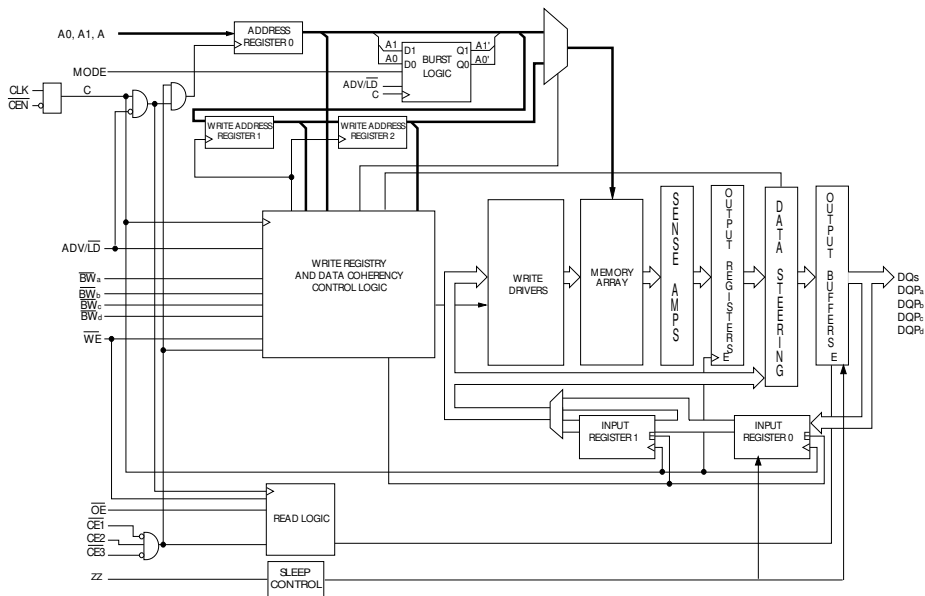 A0, A1, A
ADDRESS
REGISTER 0
MODE
CLK
CEN
C
A1
A0
D1
D0
BURST
LOGIC
Q1
Q0
A1'
A0'
ADV/LD
C
WRITE ADDRESS
REGISTER 1
WRITE ADDRESS
REGISTER 2
ADV/LD
BWa
BWb
BWc
BWd
WE
WRITE REGISTRY
AND DATA COHERENCY
CONTROL LOGIC
WRITE
DRIVERS
MEMORY
ARRAY
SENSE AMPS
OUTPUT REGISTERS
E
DATA STEERING
OUTPUT BUFFERS
E
DQs
DQPa
DQPb
DQPc
DQPd
INPUT
REGISTER 1
E
INPUT
REGISTER 0
E
OE
CE1
CE2
CE3
READ LOGIC
ZZ
SLEEP
CONTROL